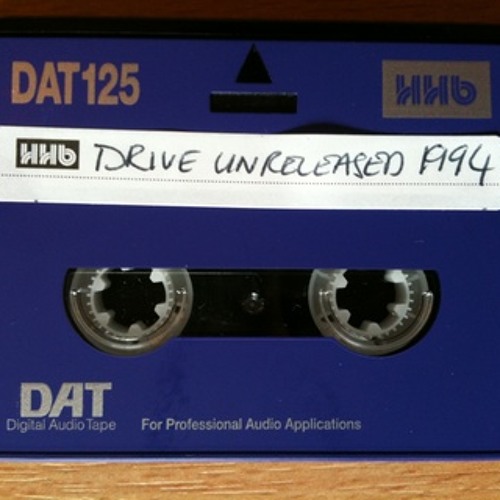 DAT125
HHb
HHb DRIVE UNRELEASED 1994
DAT
Digital Audio Tape
For Professional Audio Applications